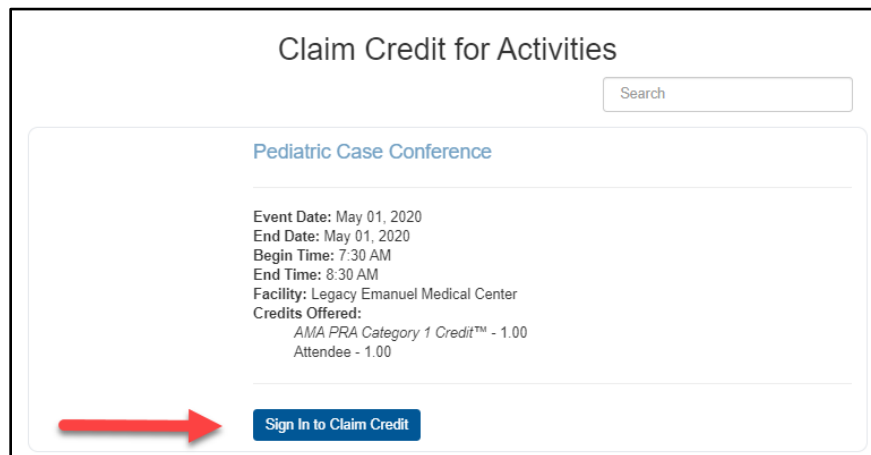 Claim Credit for Activities
Search
Pediatric Case Conference
Event Date: May 01, 2020
End Date: May 01, 2020
Begin Time: 7:30 AM
End Time: 8:30 AM
Facility: Legacy Emanuel Medical Center
Credits Offered:
AMA PRA Category 1 Credit™ - 1.00
Attendee - 1.00
Sign In to Claim Credit